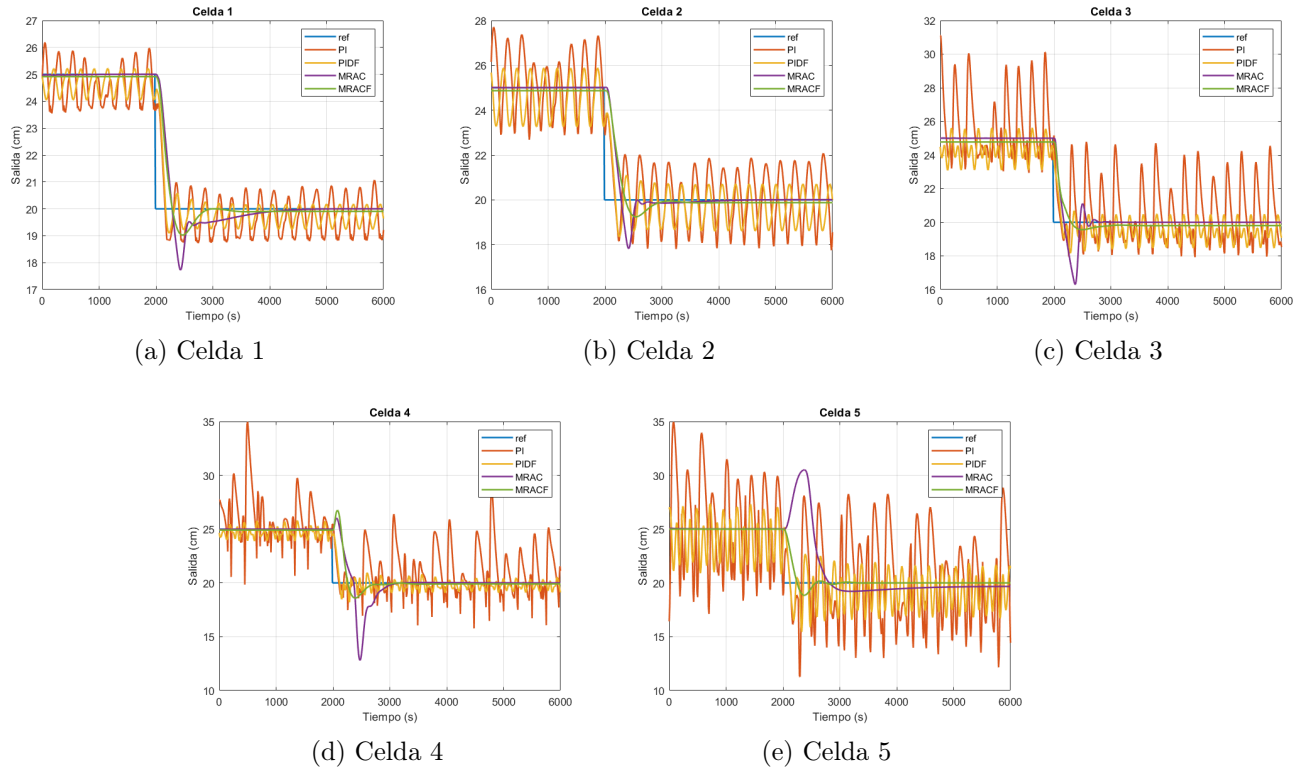 Celda 1
27
26
25
24
23
22
21
20
19
18
17
Salida (cm)
0 1000 2000 3000 4000 5000 6000
Tiempo (s)
ref
PI
PIDF
MRAC
MRACF
(a) Celda 1
Celda 2
28
26
24
22
20
18
16
Salida (cm)
0 1000 2000 3000 4000 5000 6000
Tiempo (s)
ref
PI
PIDF
MRAC
MRACF
(b) Celda 2
Celda 3
32
30
28
26
24
22
20
18
16
Salida (cm)
0 1000 2000 3000 4000 5000 6000
Tiempo (s)
ref
PI
PIDF
MRAC
MRACF
(c) Celda 3
Celda 4
35
30
25
20
15
10
Salida (cm)
0 1000 2000 3000 4000 5000 6000
Tiempo (s)
ref
PI
PIDF
MRAC
MRACF
(d) Celda 4
Celda 5
35
30
25
20
15
10
Salida (cm)
0 1000 2000 3000 4000 5000 6000
Tiempo (s)
ref
PI
PIDF
MRAC
MRACF
(e) Celda 5